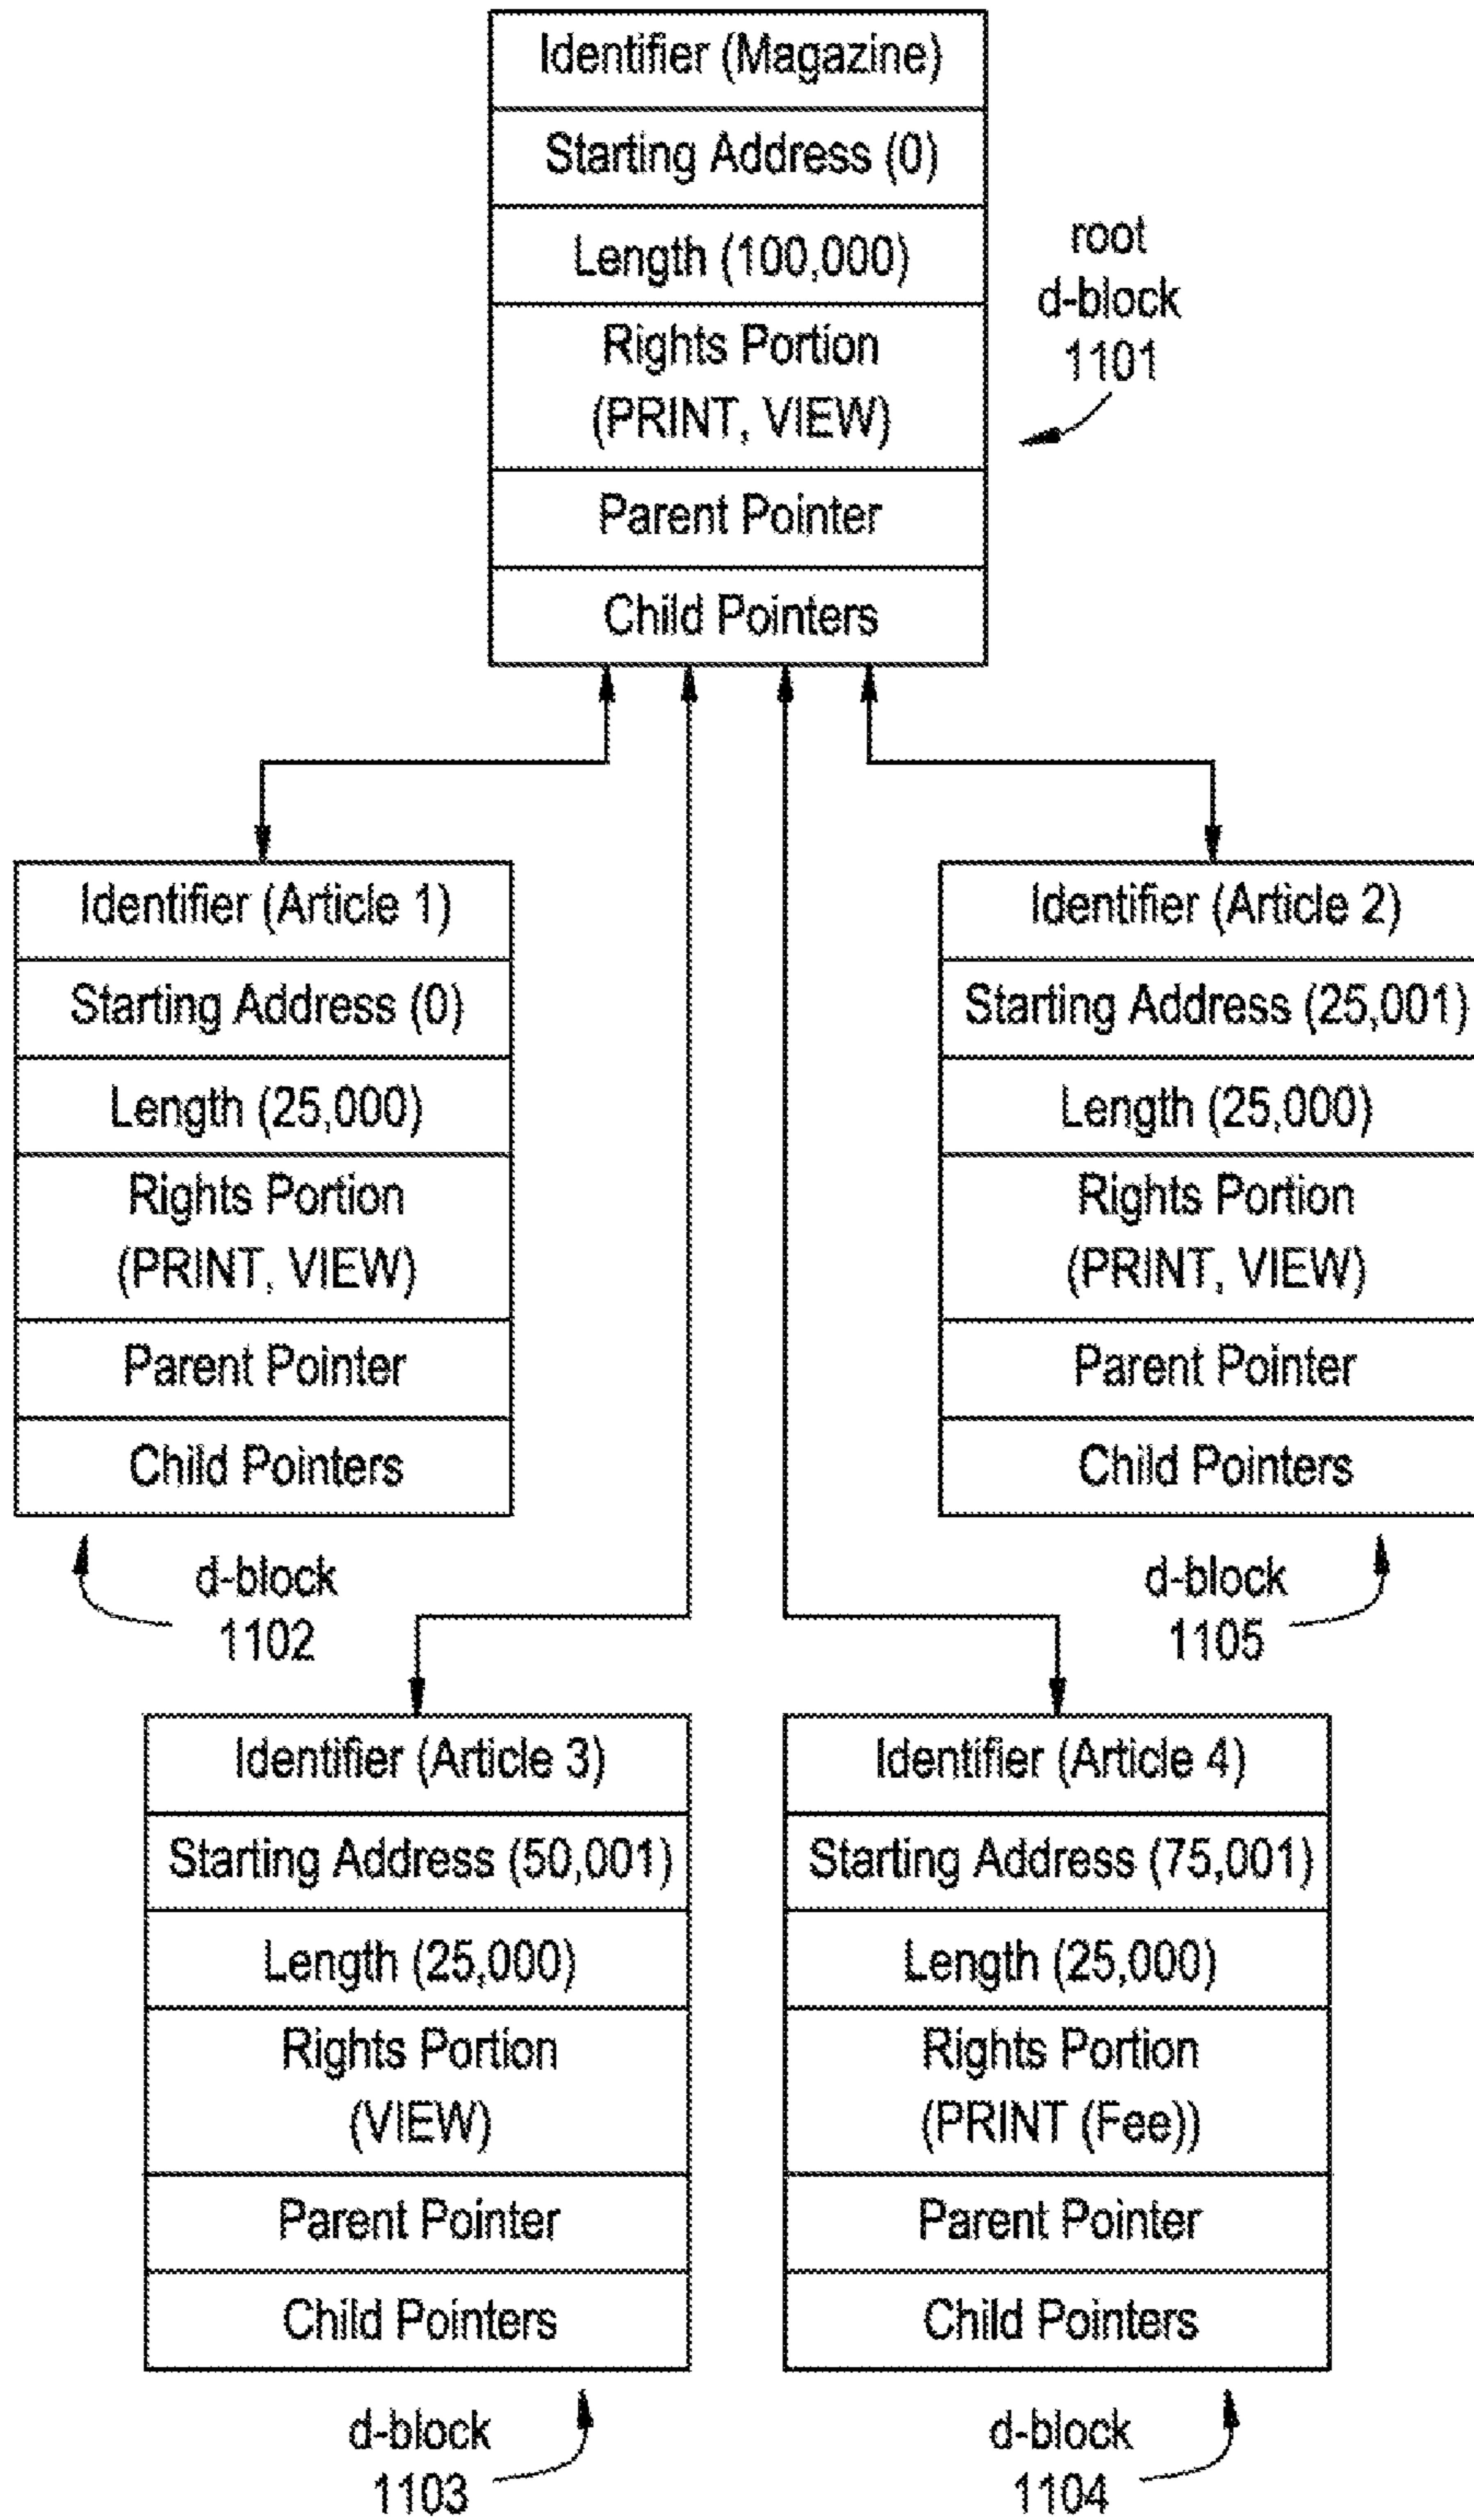 Identifier (Magazine)
Starting Address (0)
Length (100,000)
Rights Portion
(PRINT, VIEW)
Parent Pointer
Child Pointers
root
d-block
1101
Identifier (Article 1)
Starting Address (0)
Length (25,000)
Rights Portion
(PRINT, VIEW)
Parent Pointer
Child Pointers
d-block
1102
Identifier (Article 2)
Starting Address (25,001)
Length (25,000)
Rights Portion
(PRINT, VIEW)
Parent Pointer
Child Pointers
d-block
1105
Identifier (Article 3)
Starting Address (50,001)
Length (25,000)
Rights Portion
(VIEW)
Parent Pointer
Child Pointers
d-block
1103
Identifier (Article 4)
Starting Address (75,001)
Length (25,000)
Rights Portion
(PRINT (Fee))
Parent Pointer
Child Pointers
d-block
1104